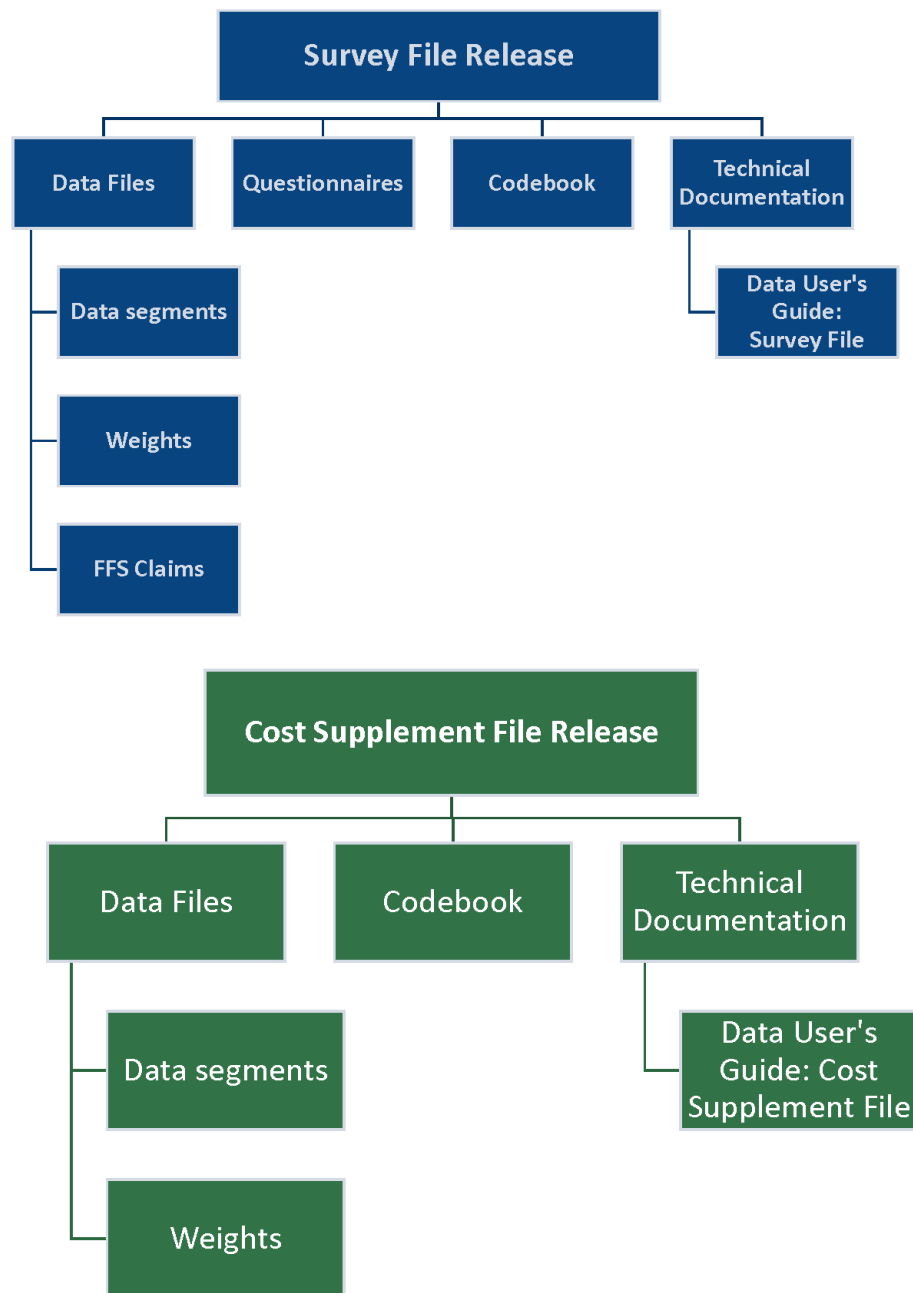 Survey File Release
Data Files
Questionnaires
Codebook
Technical
Documentation
Data segments
Data User's
Guide:
Survey File
Weights
FFS Claims
Cost Supplement File Release
Data Files
Codebook
Technical
Documentation
Data segments
Data User's
Guide: Cost
Supplement File
Weights